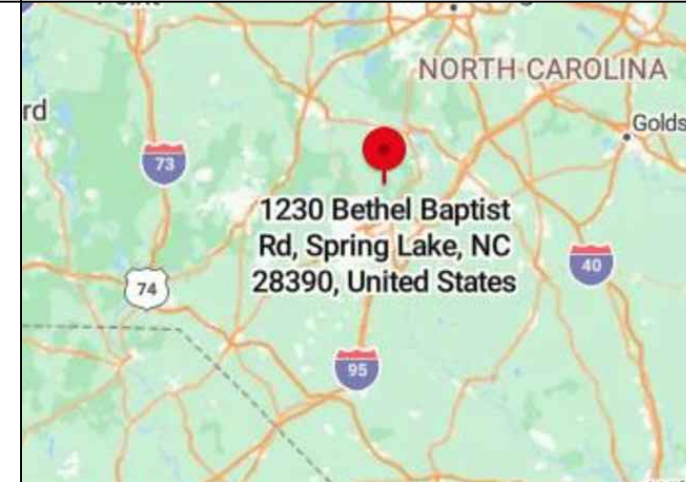 NORTH CAROLINA
rd
Golds
73
1230 Bethel Baptist
Rd, Spring Lake, NC
28390, United States
40
74
95